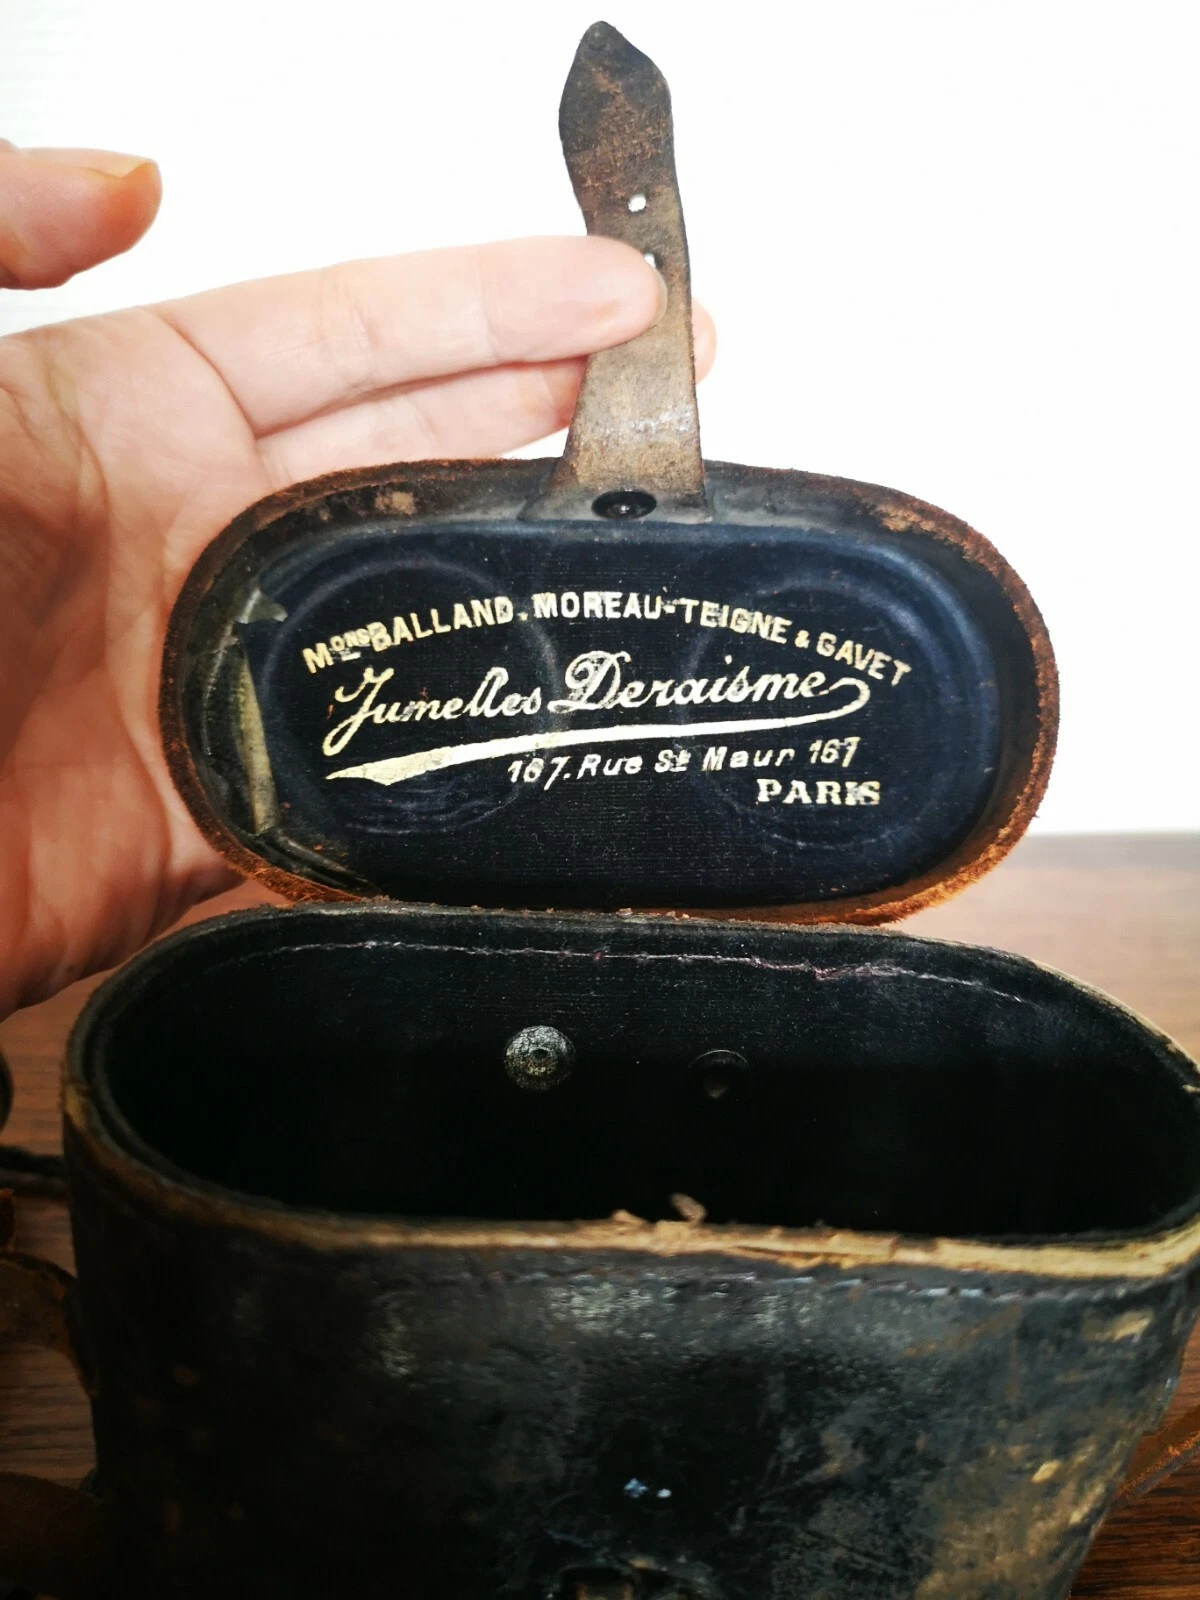 Mons BALLAND, MOREAU-TEIGNE & GAVET
Jumelles Deraisme
167. Rue St Maur 167
PARIS